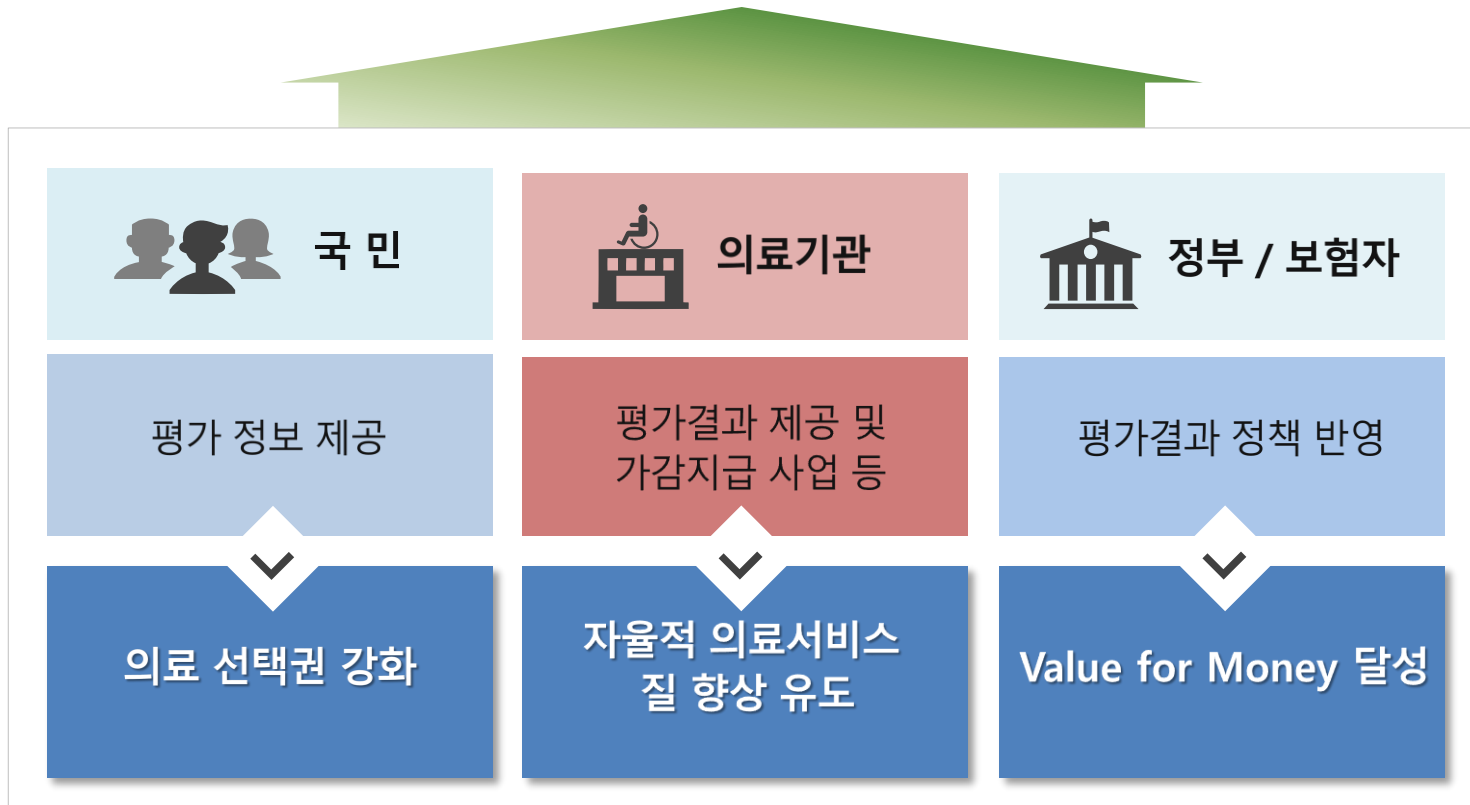 국 민
의료기관
정부 / 보험자
평가 정보 제공
평가결과 제공 및
가감지급 사업 등
평가결과 정책 반영
의료 선택권 강화
자율적 의료서비스
질 향상 유도
Value for Money 달성